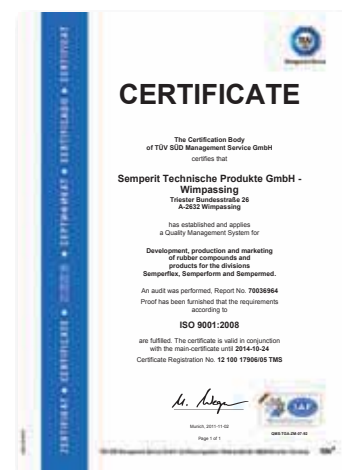 CERTIFICATE
The Certification Body
of TÜV SÜD Management Service GmbH
certifies that
Semperit Technische Produkte GmbH -
Wimpassing
Triester Bundesstraße 26
A-2632 Wimpassing
has established and applies
a Quality Management System for
Development, production and marketing
of rubber compounds and
products for the divisions
Semperflex, Semperform and Sempermed.
An audit was performed, Report No. 70036964
Proof has been furnished that the requirements
according to
ISO 9001:2008
are fulfilled. The certificate is valid in conjunction
with the main-certificate until 2014-10-24
Certificate Registration No. 12 100 17906/05 TMS
Munich, 2011-11-02
Page 1 of 1
ZERTIFIKAT ◆ CERTIFICATE ◆
◆ СЕРТИФИКАТ ◆ CERTIFICADO ◆ CERTIFICAT